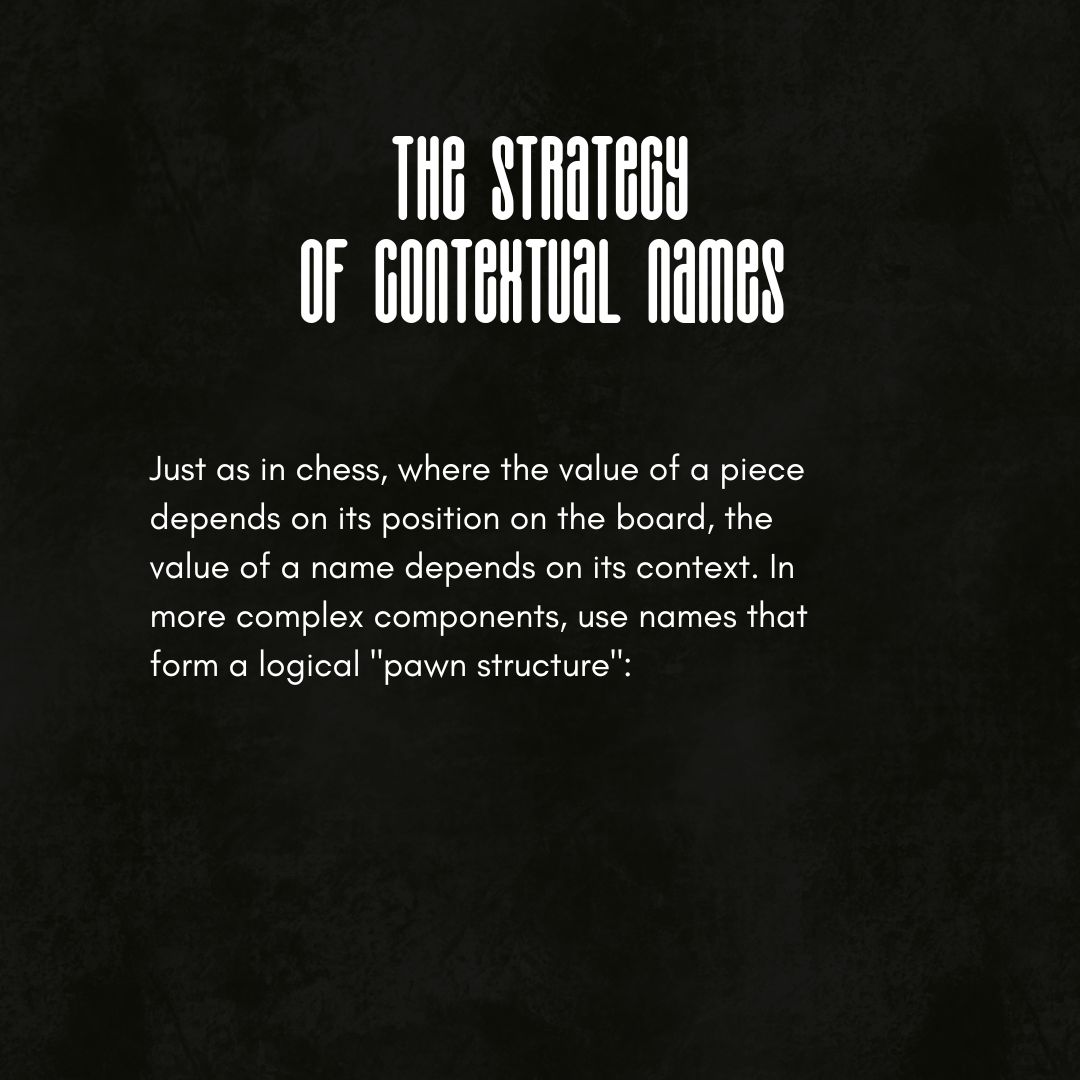 THE STRATEGY
OF CONTEXTUAL NAMES
Just as in chess, where the value of a piece
depends on its position on the board, the
value of a name depends on its context. In
more complex components, use names that
form a logical "pawn structure":